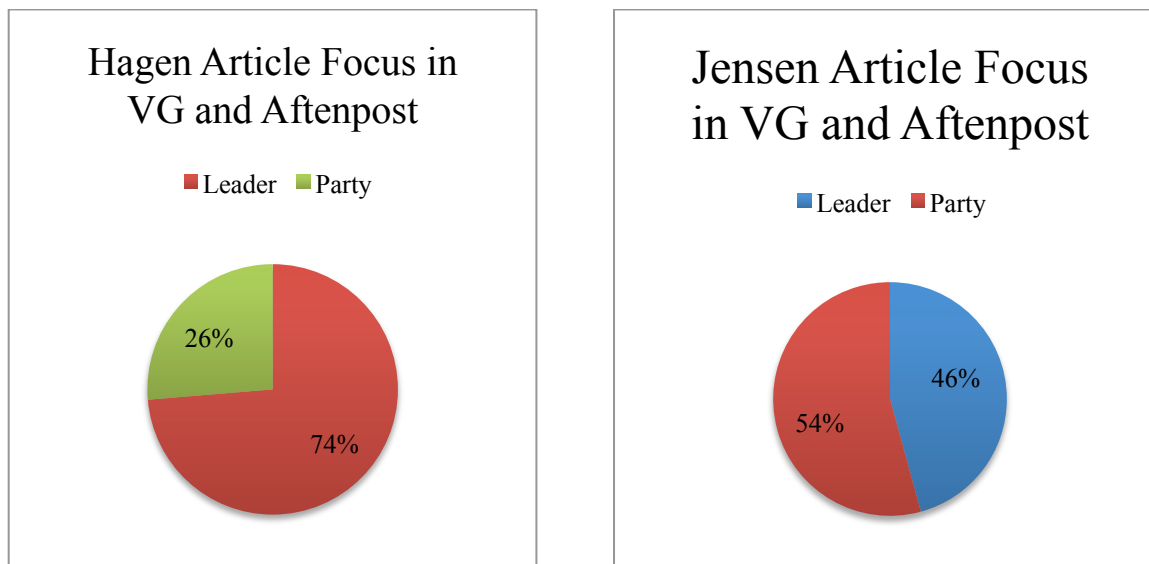 Hagen Article Focus in
VG and Aftenpost
Leader Party
26%
74%
Jensen Article Focus
in VG and Aftenpost
Leader Party
46%
54%